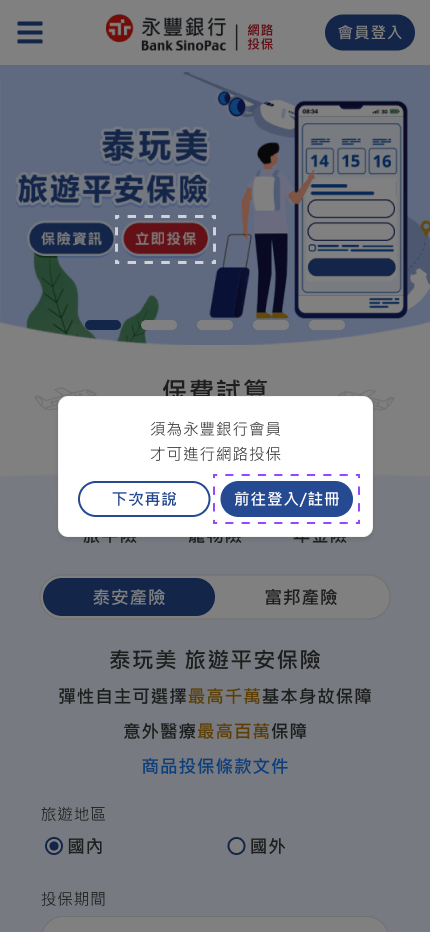 永豐銀行
Bank SinoPac
網路
投保
會員登入
泰玩美
旅遊平安保險
保險資訊
立即投保
08:34
14 15 16
保費試算
須為永豐銀行會員
才可進行網路投保
下次再說
前往登入/註冊
旅平險 寵物險 年金險
泰安產險
富邦產險
泰玩美 旅遊平安保險
彈性自主可選擇最高千萬基本身故保障
意外醫療最高百萬保障
商品投保條款文件
旅遊地區
國內
國外
投保期間